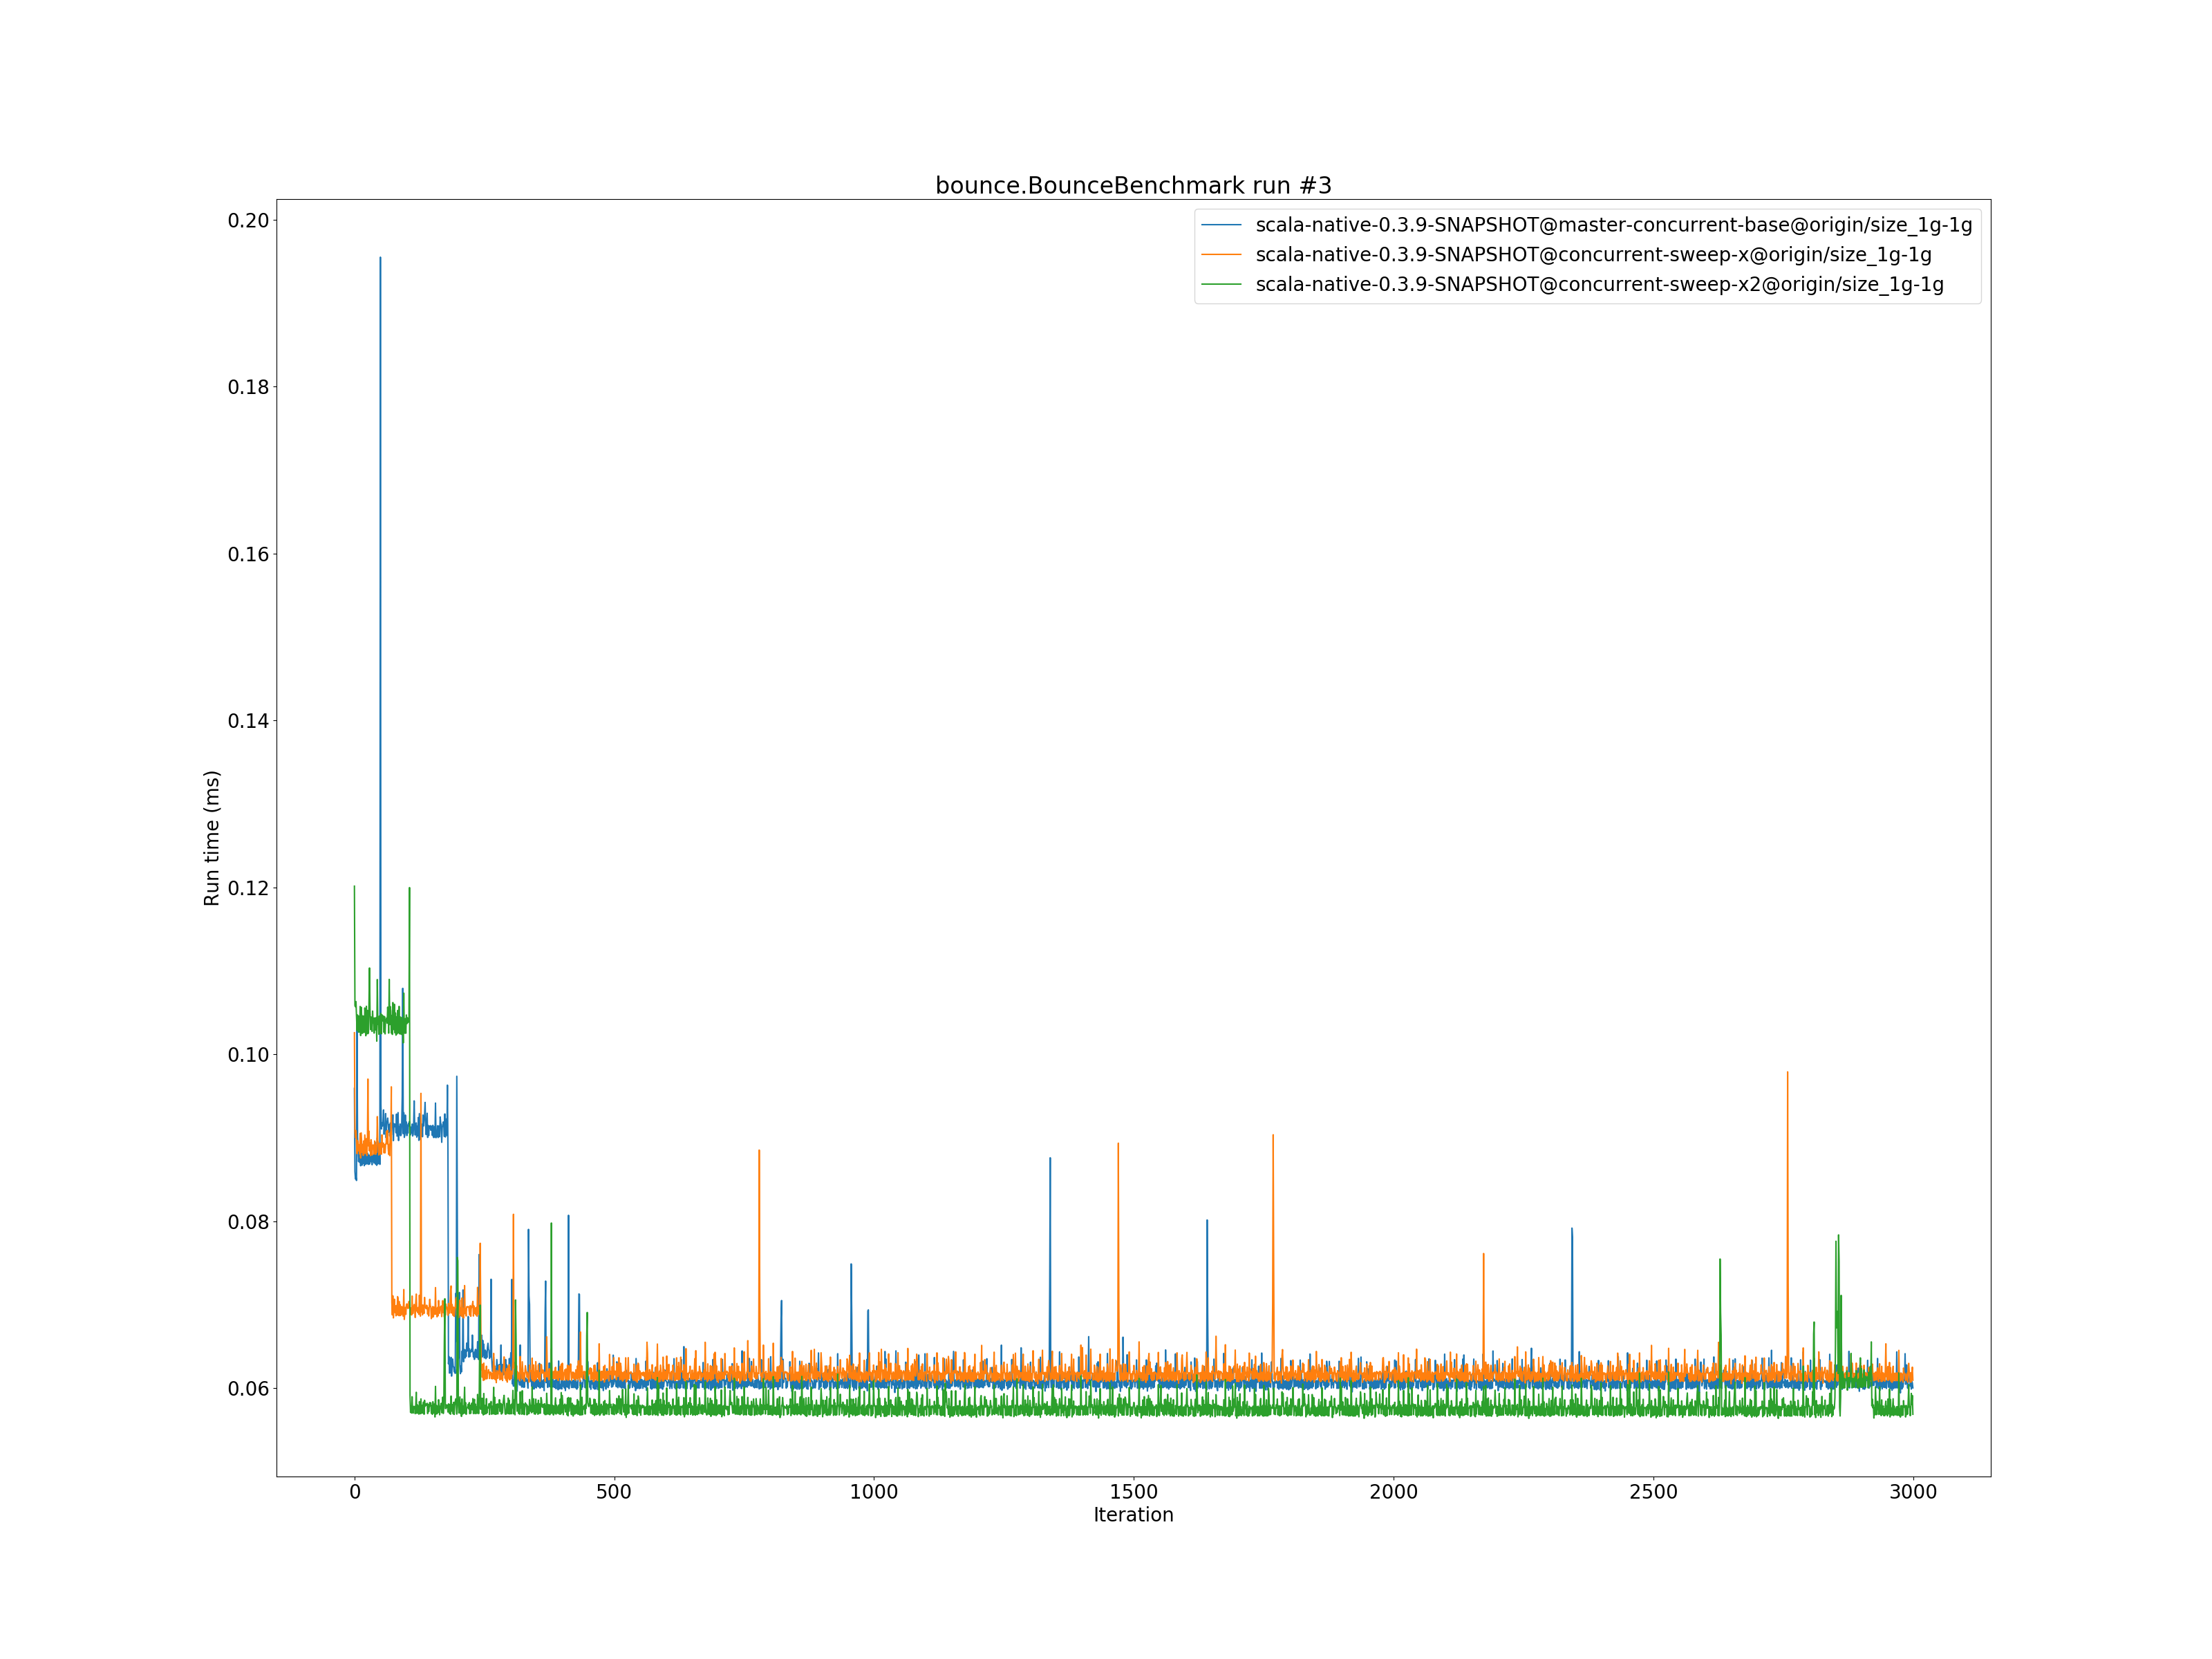 bounce.BounceBenchmark run #3
scala-native-0.3.9-SNAPSHOT@master-concurrent-base@origin/size_1g-1g
scala-native-0.3.9-SNAPSHOT@concurrent-sweep-x@origin/size_1g-1g
scala-native-0.3.9-SNAPSHOT@concurrent-sweep-x2@origin/size_1g-1g
Run time (ms)
0.20
0.18
0.16
0.14
0.12
0.10
0.08
0.06
0 500 1000 1500 2000 2500 3000
Iteration